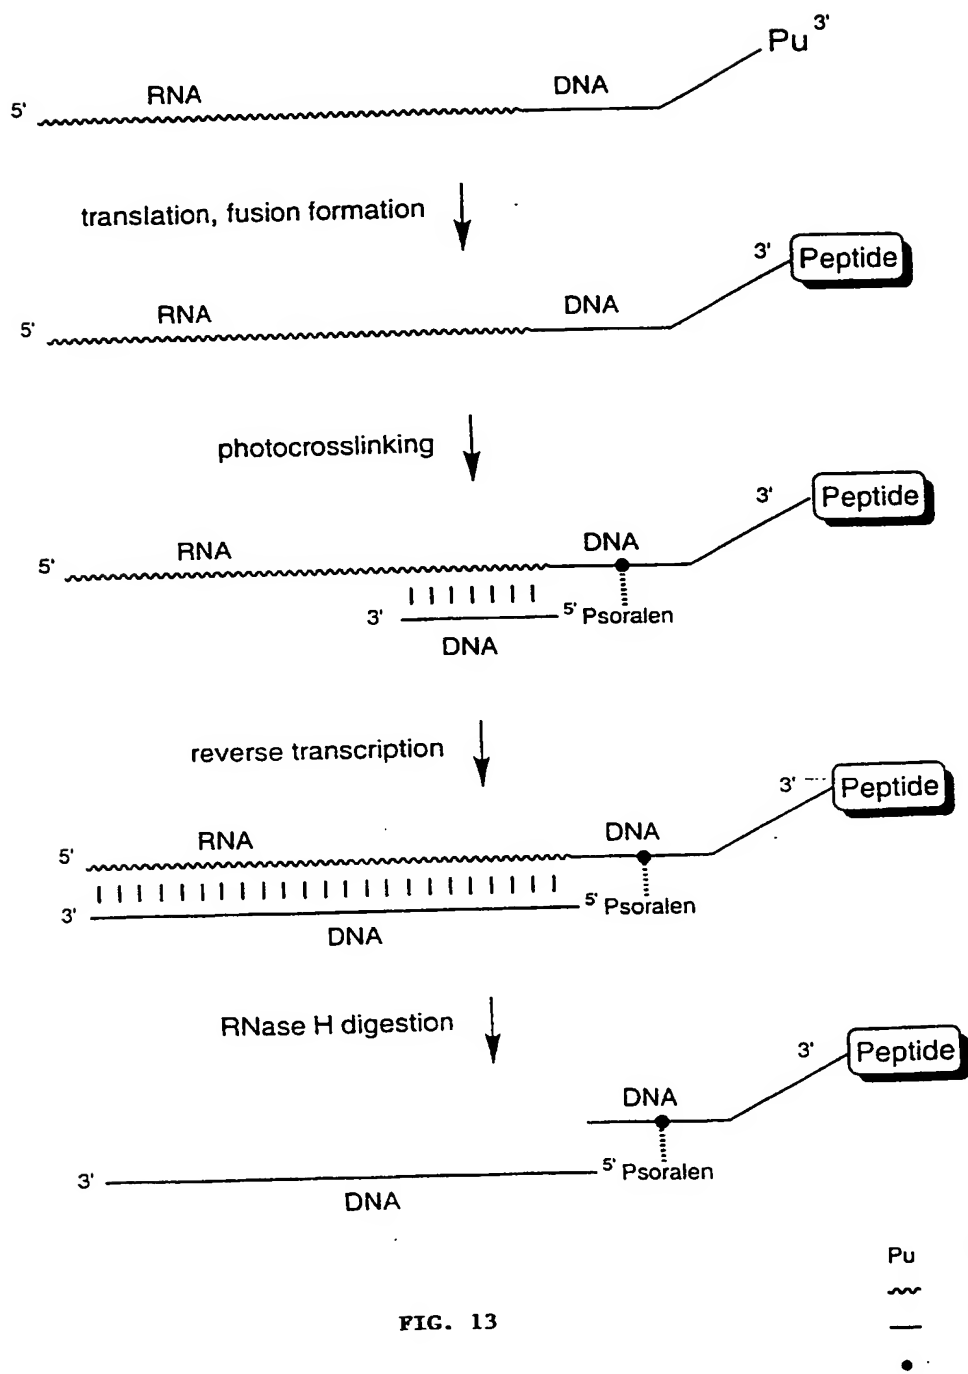 Pu 3'
5' RNA DNA
translation, fusion formation
3' Peptide
5' RNA DNA
photocrosslinking
3' Peptide
5' RNA DNA
3' 5' Psoralen
DNA
reverse transcription
3' Peptide
5' RNA DNA
3' 5' Psoralen
DNA
RNase H digestion
3' Peptide
DNA
3' 5' Psoralen
DNA
Pu
FIG. 13